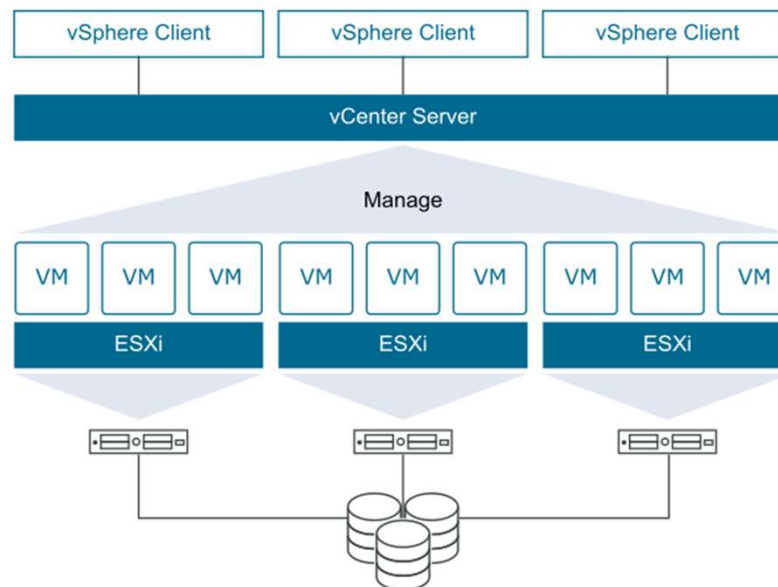 vSphere Client vSphere Client vSphere Client
vCenter Server
Manage
VM VM VM VM VM VM VM VM VM
ESXi ESXi ESXi